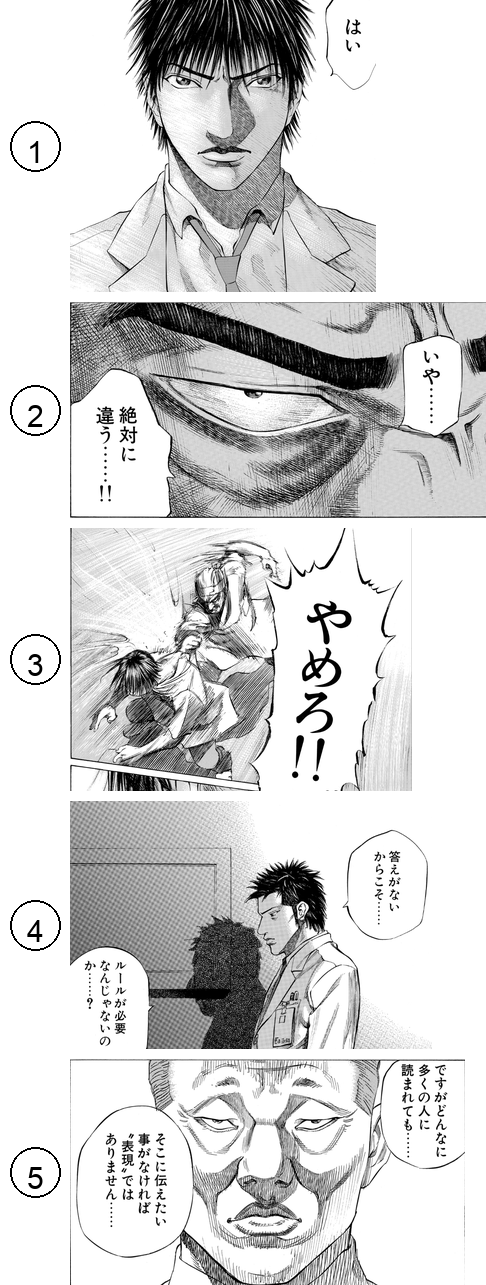 1
はい
2
いや……
絶対に
違う……!!
3
やめろ!!
4
答えがない
からこそ……
ルールが必要
なんじゃないの
か……?
5
ですがどんなに
多くの人に
読まれても……
そこに伝えたい
事がなければ
〝表現〟では
ありません……